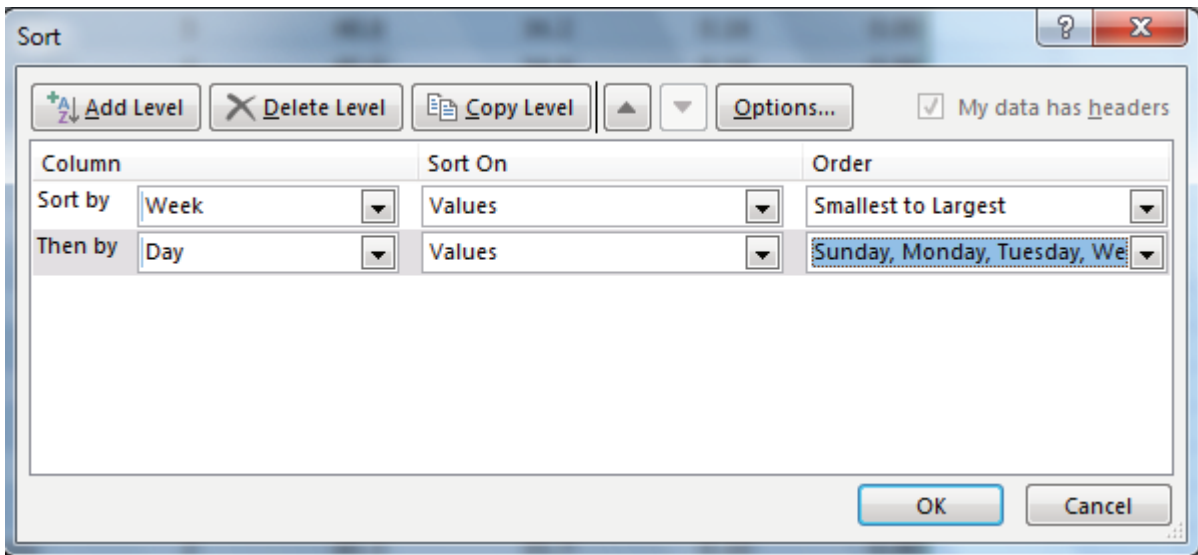 Sort
Add Level Delete Level Copy Level Options... My data has headers
Column Sort On Order
Sort by Week Values Smallest to Largest
Then by Day Values Sunday, Monday, Tuesday, We
OK Cancel